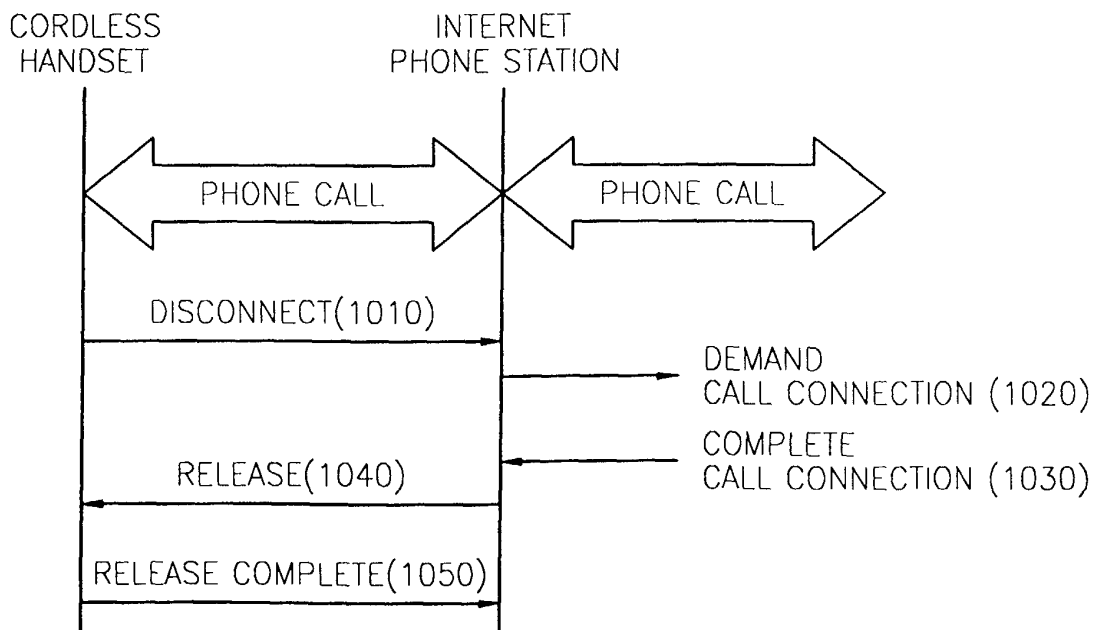 CORDLESS
HANDSET
INTERNET
PHONE STATION
PHONE CALL
PHONE CALL
DISCONNECT(1010)
DEMAND
CALL CONNECTION (1020)
COMPLETE
CALL CONNECTION (1030)
RELEASE(1040)
RELEASE COMPLETE(1050)